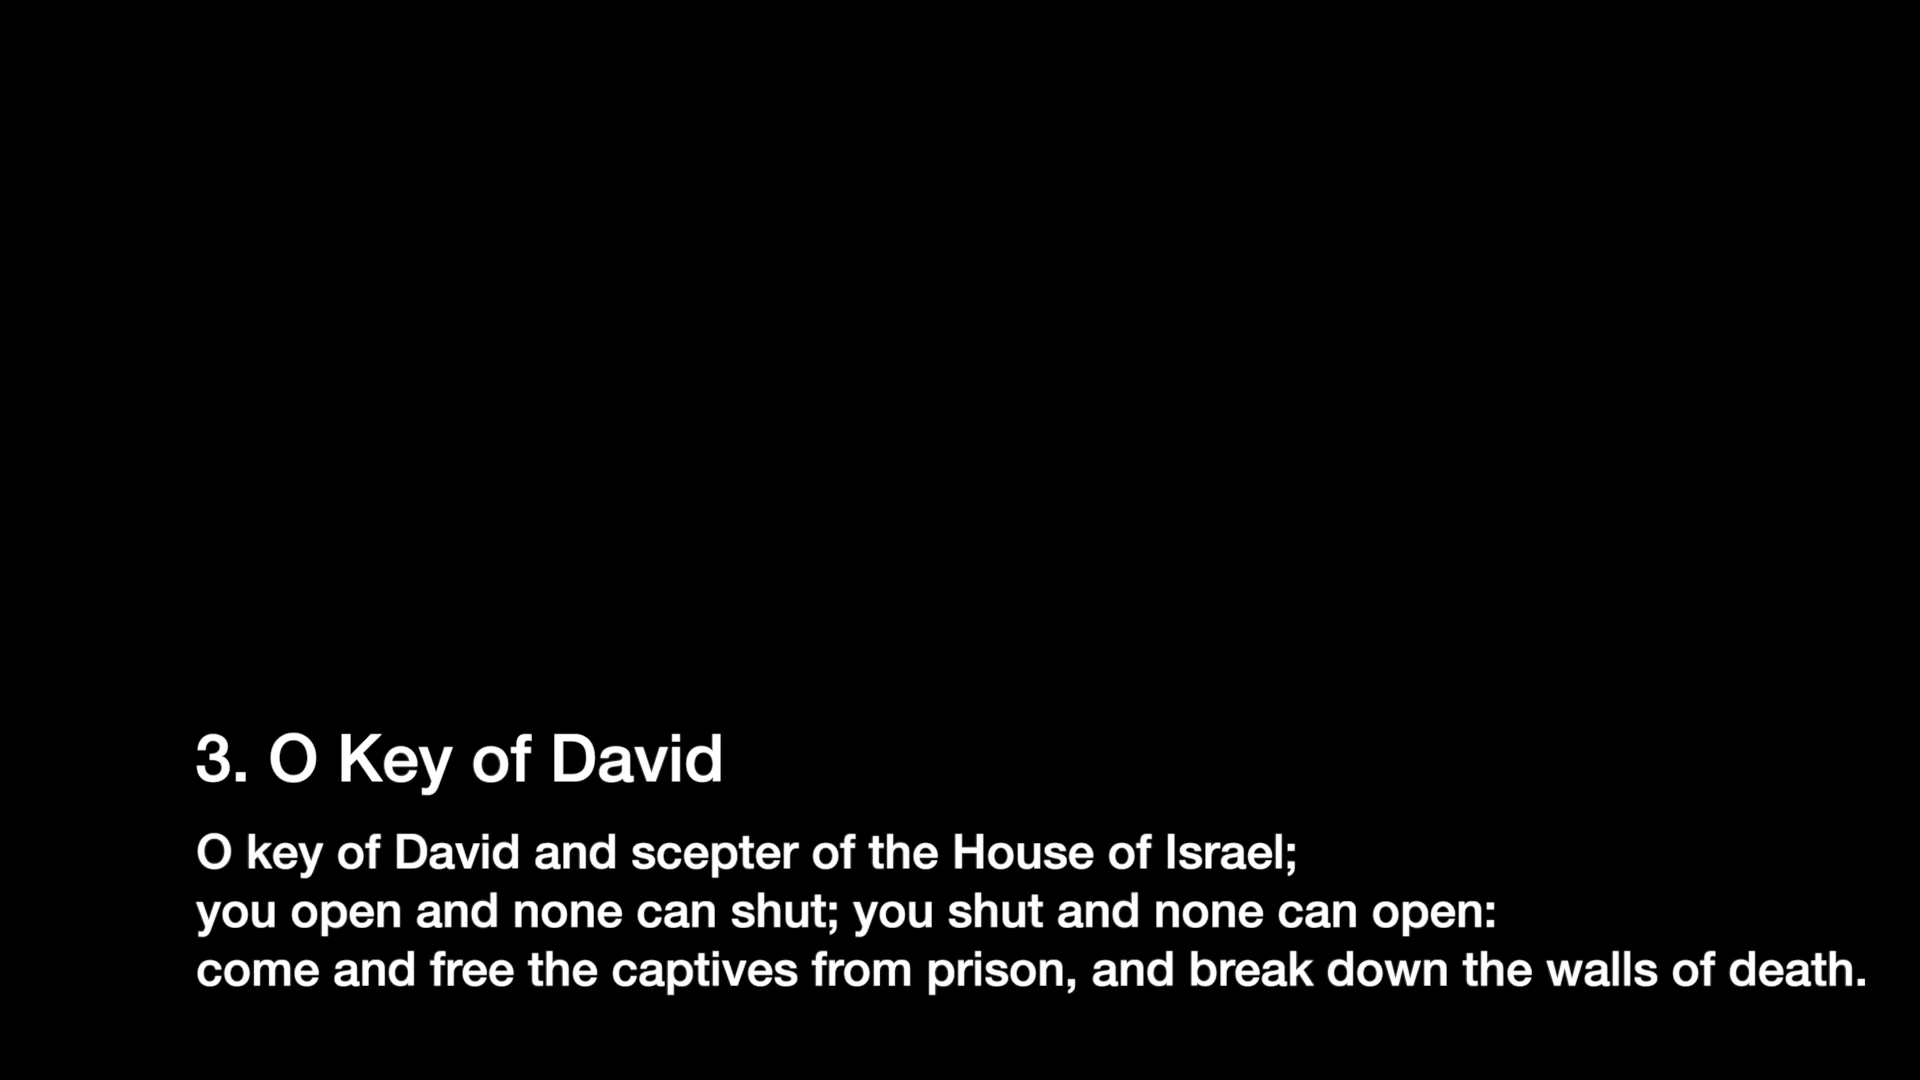 3. O Key of David
O key of David and scepter of the House of Israel;
you open and none can shut; you shut and none can open:
come and free the captives from prison, and break down the walls of death.